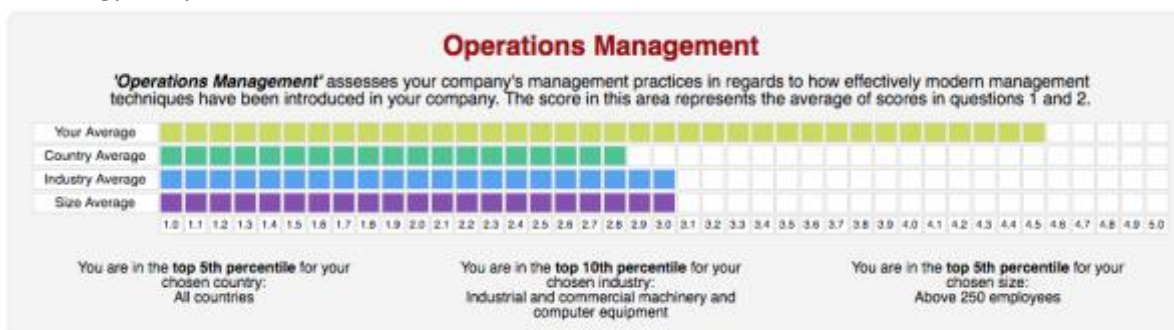 Operations Management
'Operations Management' assesses your company's management practices in regards to how effectively modern management
techniques have been introduced in your company. The score in this area represents the average of scores in questions 1 and 2.
Your Average
Country Average
Industry Average
Size Average
1.0 1.1 1.2 1.3 1.4 1.5 1.6 1.7 1.8 1.9 2.0 2.1 2.2 2.3 2.4 2.5 2.6 2.7 2.8 2.9 3.0 3.1 3.2 3.3 3.4 3.5 3.6 3.7 3.8 3.9 4.0 4.1 4.2 4.3 4.4 4.5 4.6 4.7 4.8 4.9 5.0
You are in the top 5th percentile for your
chosen country:
All countries
You are in the top 10th percentile for your
chosen industry:
Industrial and commercial machinery and
computer equipment
You are in the top 5th percentile for your
chosen size:
Above 250 employees